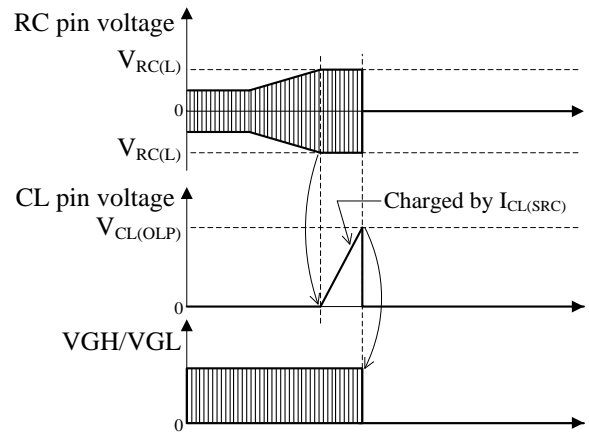 RC pin voltage
V_RC(L)
0
V_RC(L)
CL pin voltage
V_CL(OLP)
Charged by I_CL(SRC)
0
VGH/VGL
0